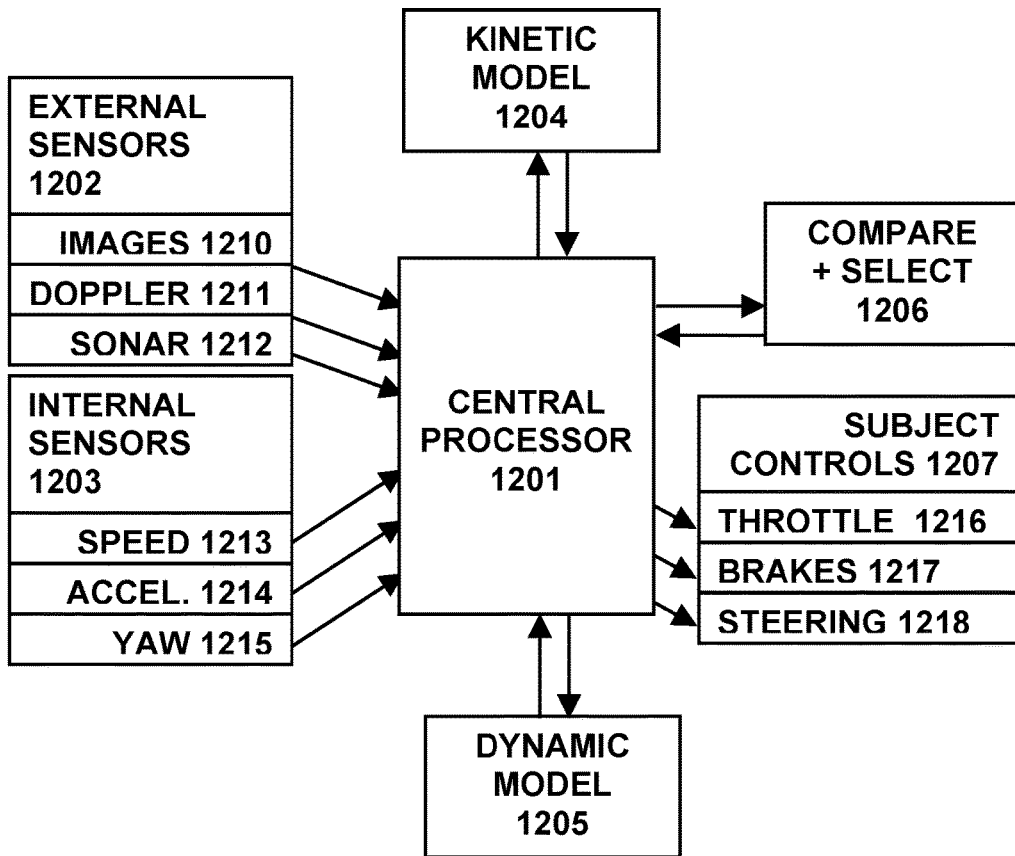 KINETIC
MODEL
1204
EXTERNAL
SENSORS
1202
IMAGES 1210
DOPPLER 1211
SONAR 1212
INTERNAL
SENSORS
1203
SPEED 1213
ACCEL. 1214
YAW 1215
CENTRAL
PROCESSOR
1201
COMPARE
+ SELECT
1206
SUBJECT
CONTROLS 1207
THROTTLE 1216
BRAKES 1217
STEERING 1218
DYNAMIC
MODEL
1205